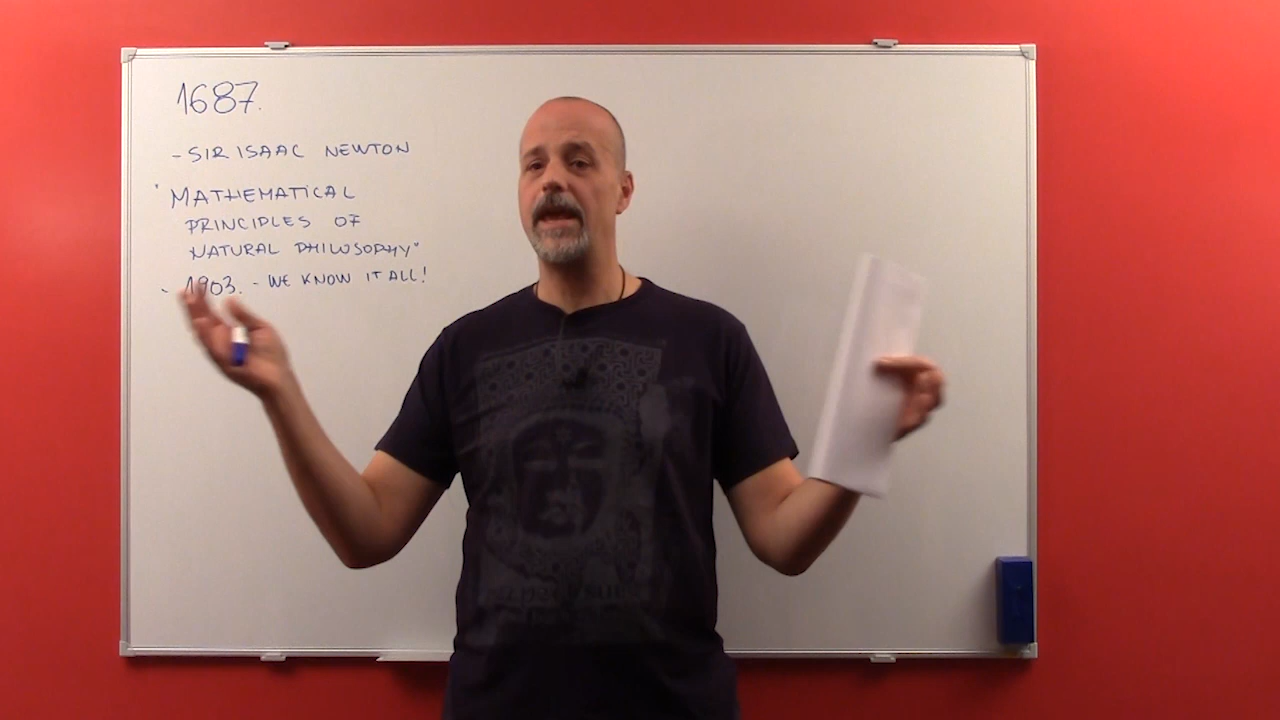 1687.
- SIR ISAAC NEWTON
"MATHEMATICAL
PRINCIPLES OF
NATURAL PHILOSOPHY"
- 1903. - WE KNOW IT ALL!